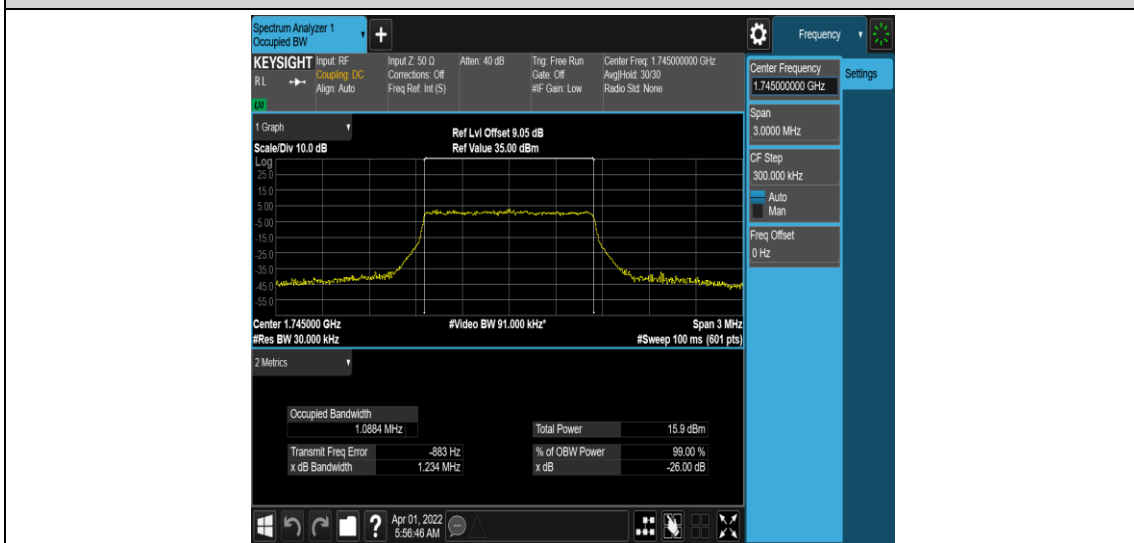 Spectrum Analyzer 1
Occupied BW
Frequency
KEYSIGHT
RL
LXI
Input: RF
Coupling: DC
Align: Auto
Input Z: 50 Ω
Corrections: Off
Freq Ref: Int (S)
Atten: 40 dB
Trig: Free Run
Gate: Off
#IF Gain: Low
Center Freq: 1.745000000 GHz
Avg|Hold: 30/30
Radio Std: None
Center Frequency
1.745000000 GHz
Settings
Span
3.0000 MHz
CF Step
300.000 kHz
Auto
Man
Freq Offset
0 Hz
1 Graph
Ref Lvl Offset 9.05 dB
Scale/Div 10.0 dB
Ref Value 35.00 dBm
Log
25.0
15.0
5.00
-5.00
-15.0
-25.0
-35.0
-45.0
-55.0
Center 1.745000 GHz
#Video BW 91.000 kHz*
Span 3 MHz
#Res BW 30.000 kHz
#Sweep 100 ms (601 pts)
2 Metrics
Occupied Bandwidth
1.0884 MHz
Total Power 15.9 dBm
Transmit Freq Error -883 Hz
% of OBW Power 99.00 %
x dB Bandwidth 1.234 MHz
x dB -26.00 dB
Apr 01, 2022
5:56:46 AM